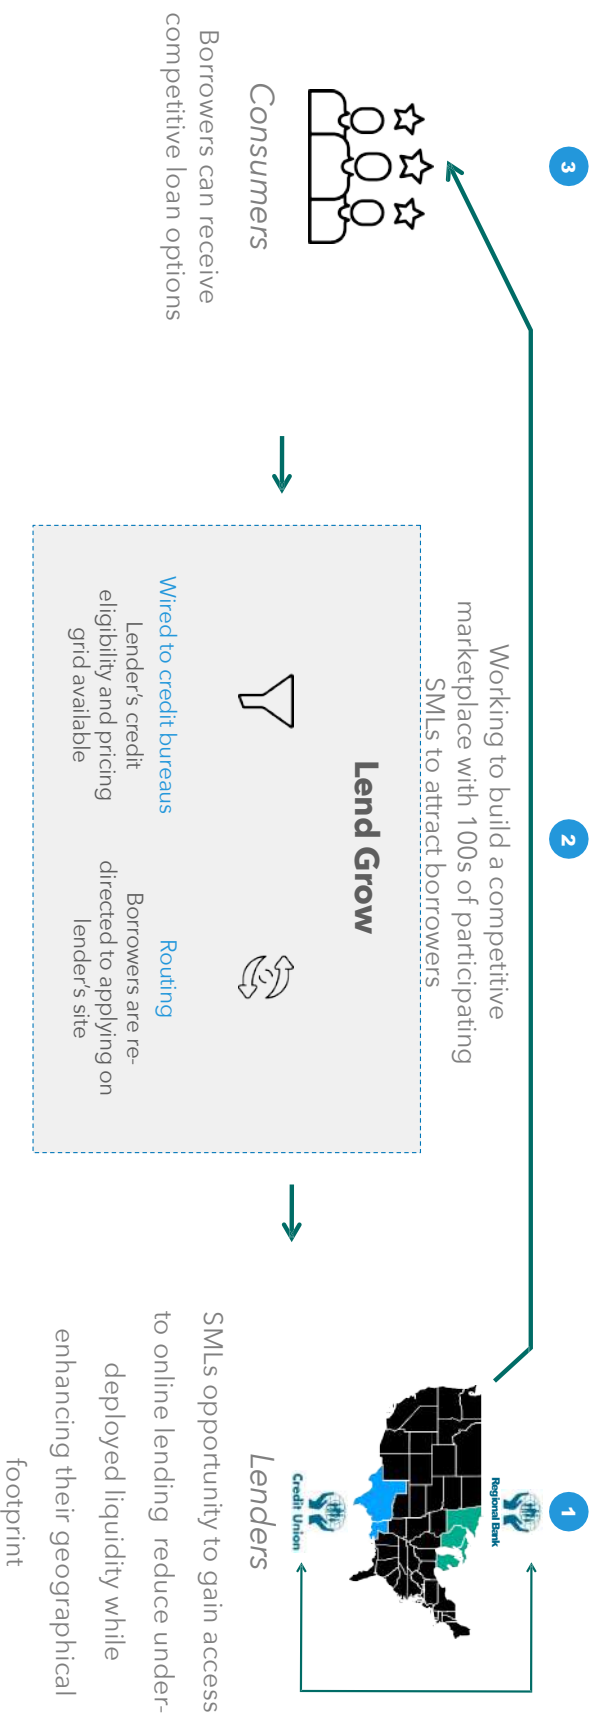 3
2
1
Working to build a competitive
marketplace with 100s of participating
SMLs to attract borrowers
Regional Bank
Credit Union
Consumers
Borrowers can receive
competitive loan options
Lend Grow
Wired to credit bureaus
Lender's credit
eligibility and pricing
grid available
Routing
Borrowers are re-
directed to applying on
lender's site
Lenders
SMLs opportunity to gain access
to online lending reduce under-
deployed liquidity while
enhancing their geographical
footprint